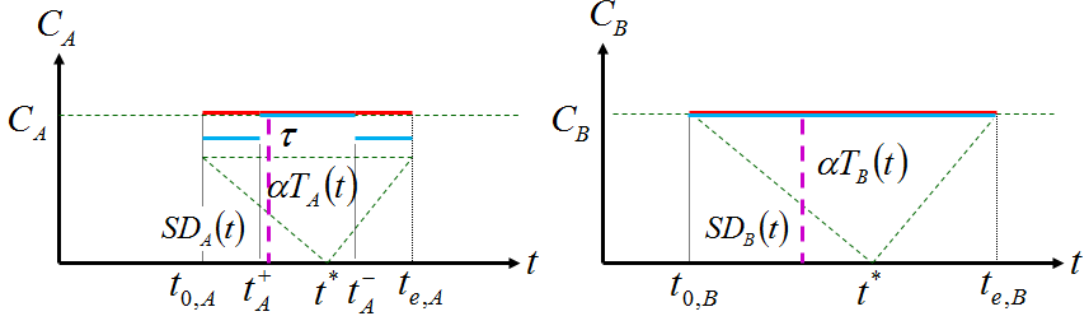 C_A
C_A
τ
αT_A(t)
SD_A(t)
t_{0,A} t_A^+ t^* t_A^- t_{e,A} t
C_B
C_B
αT_B(t)
SD_B(t)
t_{0,B} t^* t_{e,B} t